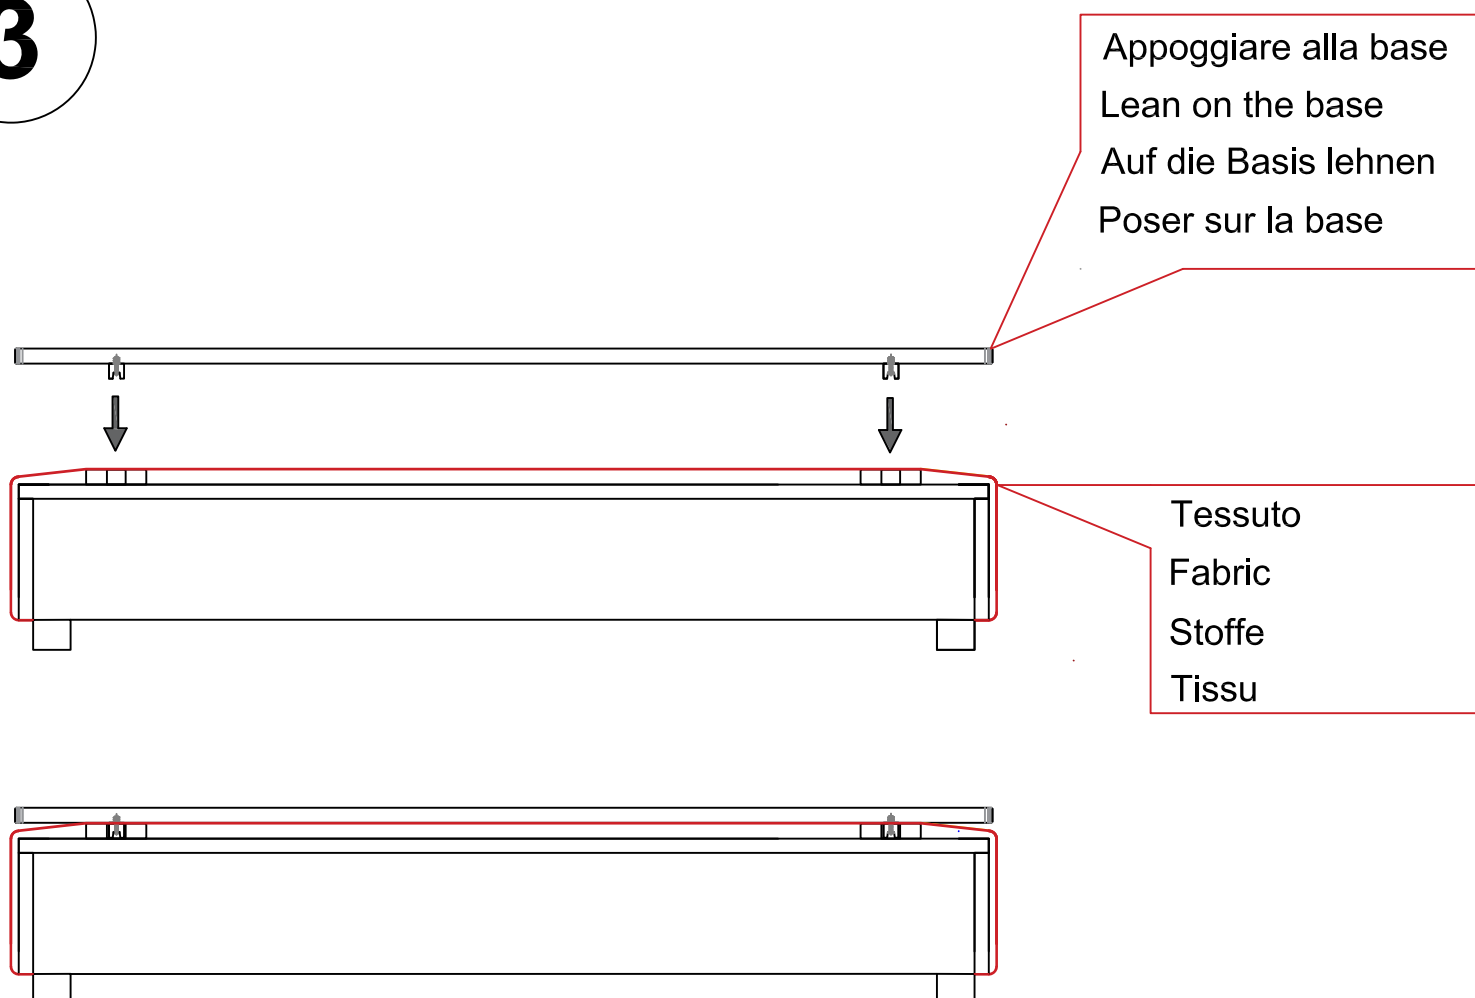 3
Appoggiare alla base
Lean on the base
Auf die Basis lehnen
Poser sur la base
Tessuto
Fabric
Stoffe
Tissu